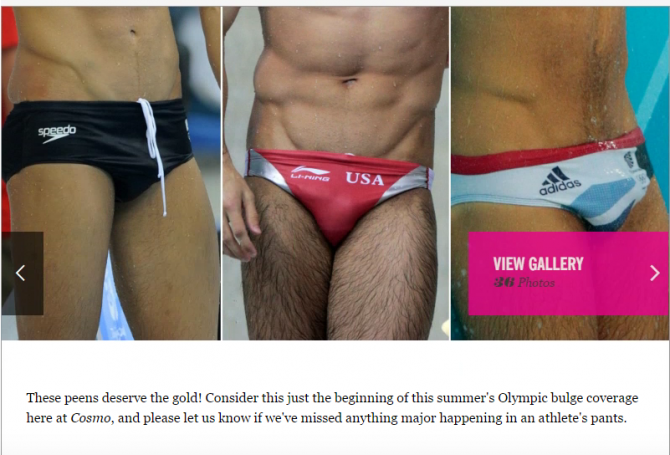 speedo
LI-NING USA
adidas
VIEW GALLERY
36 Photos
These peens deserve the gold! Consider this just the beginning of this summer's Olympic bulge coverage
here at Cosmo, and please let us know if we've missed anything major happening in an athlete's pants.